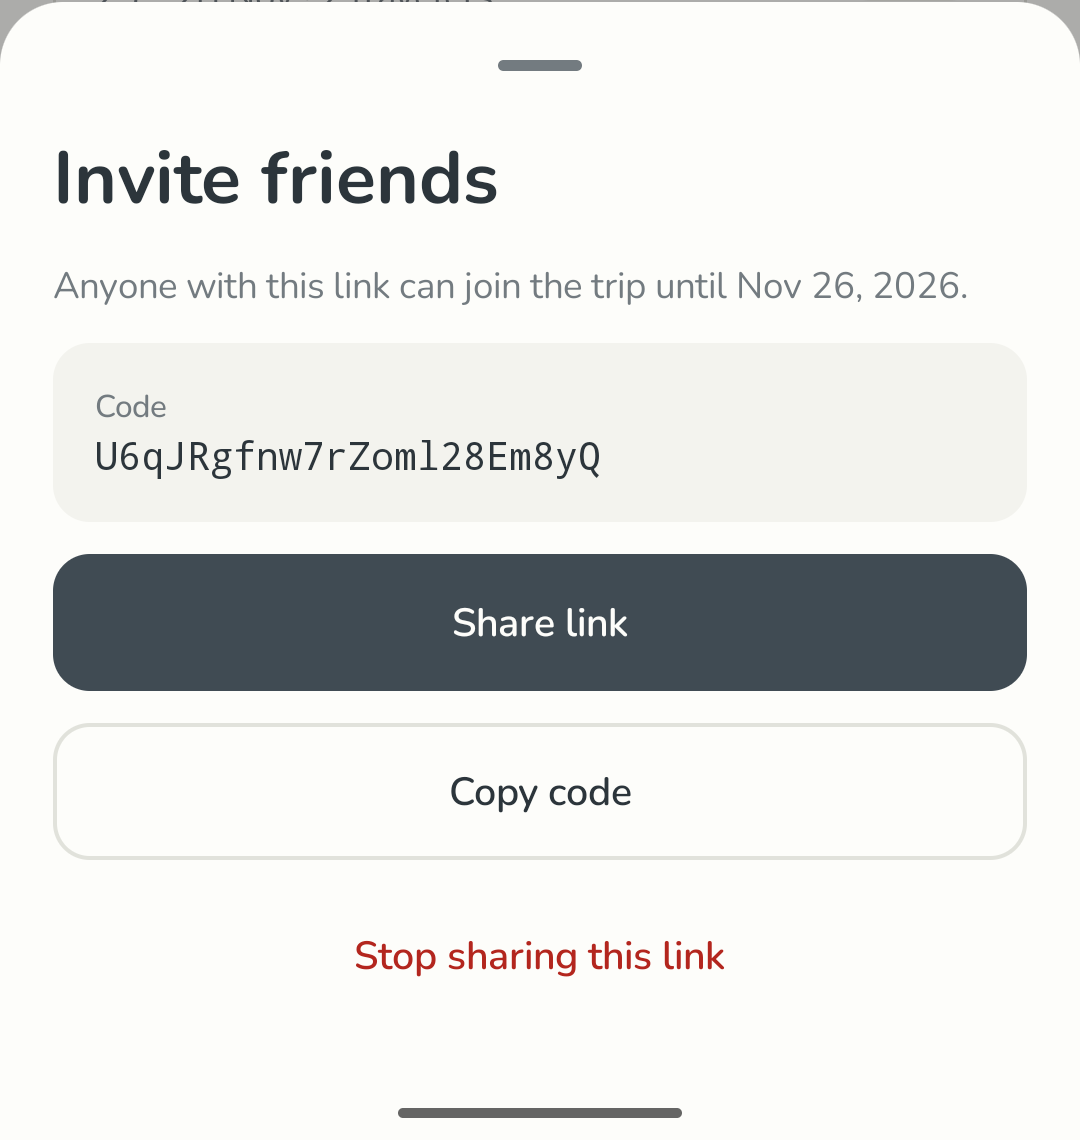 Invite friends
Anyone with this link can join the trip until Nov 26, 2026.
Code
U6qJRgfnw7rZoml28Em8yQ
Share link
Copy code
Stop sharing this link